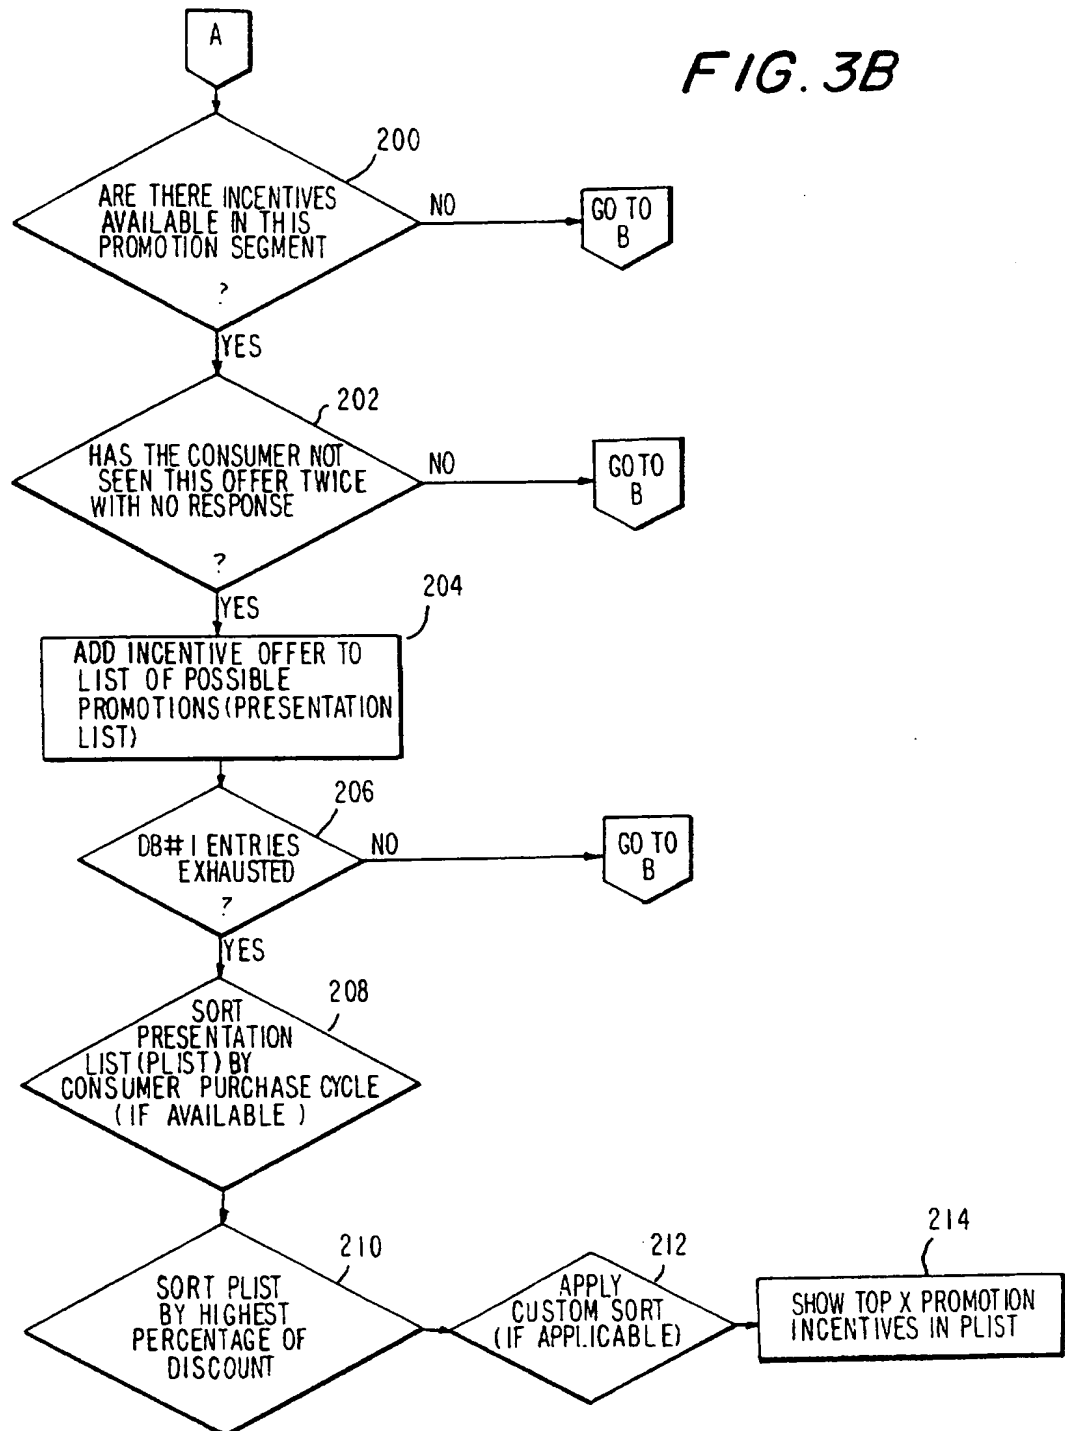 A
FIG. 3B
200
ARE THERE INCENTIVES
AVAILABLE IN THIS
PROMOTION SEGMENT
?
NO
GO TO
B
YES
202
HAS THE CONSUMER NOT
SEEN THIS OFFER TWICE
WITH NO RESPONSE
?
NO
GO TO
B
YES
204
ADD INCENTIVE OFFER TO
LIST OF POSSIBLE
PROMOTIONS(PRESENTATION
LIST)
206
DB#1 ENTRIES
EXHAUSTED
?
NO
GO TO
B
YES
208
SORT
PRESENTATION
LIST(PLIST) BY
CONSUMER PURCHASE CYCLE
(IF AVAILABLE)
210
SORT PLIST
BY HIGHEST
PERCENTAGE OF
DISCOUNT
212
APPLY
CUSTOM SORT
(IF APPLICABLE)
214
SHOW TOP X PROMOTION
INCENTIVES IN PLIST